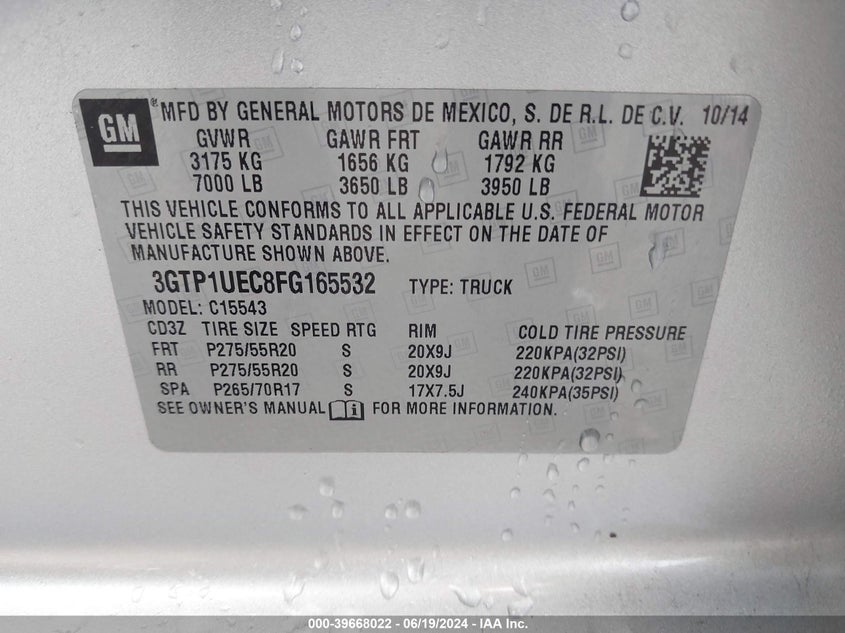 GM
® MFD BY GENERAL MOTORS DE MEXICO, S. DE R.L. DE C.V. 10/14
GVWR GAWR FRT GAWR RR
3175 KG 1656 KG 1792 KG
7000 LB 3650 LB 3950 LB
THIS VEHICLE CONFORMS TO ALL APPLICABLE U.S. FEDERAL MOTOR
VEHICLE SAFETY STANDARDS IN EFFECT ON THE DATE OF
MANUFACTURE SHOWN ABOVE.
3GTP1UEC8FG165532 TYPE: TRUCK
MODEL: C15543
CD3Z TIRE SIZE SPEED RTG RIM COLD TIRE PRESSURE
FRT P275/55R20 S 20X9J 220KPA(32PSI)
RR P275/55R20 S 20X9J 220KPA(32PSI)
SPA P265/70R17 S 17X7.5J 240KPA(35PSI)
SEE OWNER'S MANUAL i FOR MORE INFORMATION.
000-39668022 - 06/19/2024 - IAA Inc.